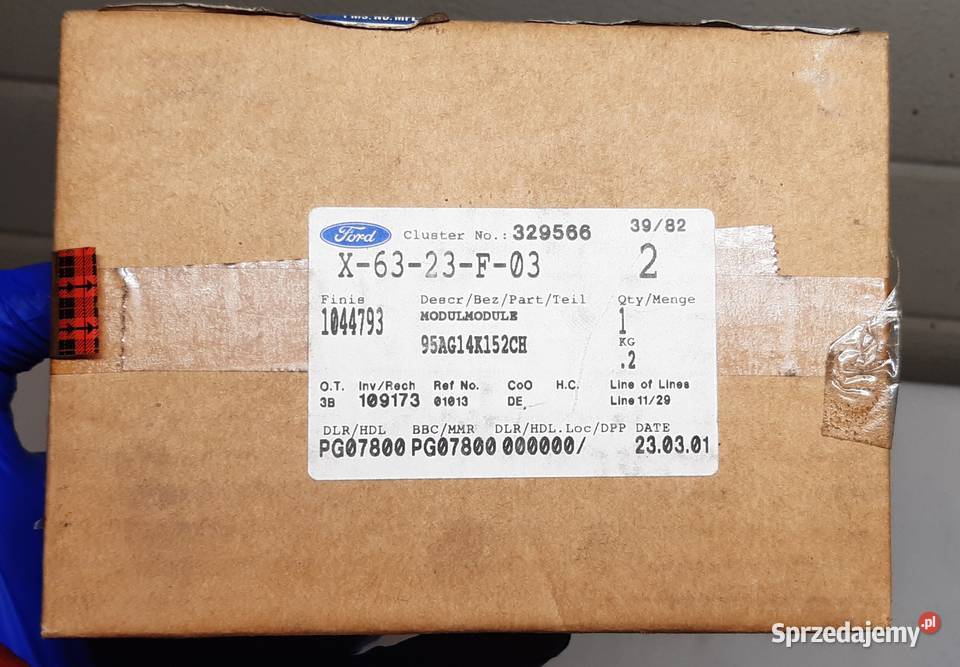 Ford Cluster No.: 329566 39/82
X-63-23-F-03 2
Finis Descr/Bez/Part/Teil Qty/Menge
1044793 MODULMODULE 1
95AG14K152CH KG
.2
O.T. Inv/Rech Ref No. CoO H.C. Line of Lines
3B 109173 01013 DE Line 11/29
DLR/HDL BBC/MMR DLR/HDL.Loc/DPP DATE
PG07800 PG07800 000000/ 23.03.01
Sprzedajemy.pl